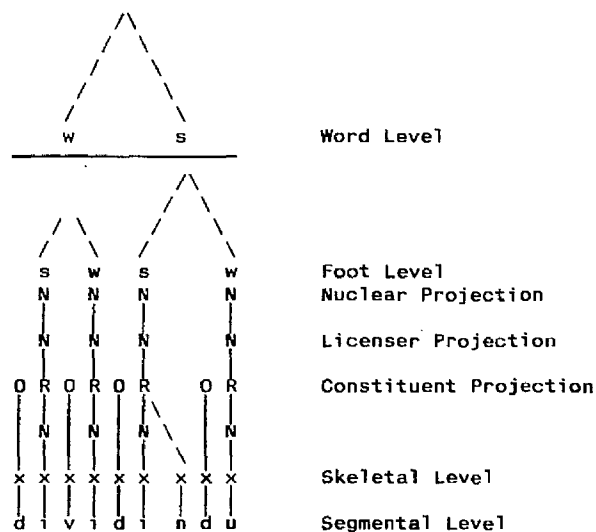 w s Word Level
s w s w Foot Level
N N N N Nuclear Projection
N N N N Licenser Projection
O R O R O R O R Constituent Projection
N N N N
x x x x x x x x x Skeletal Level
d i v i d i n d u Segmental Level